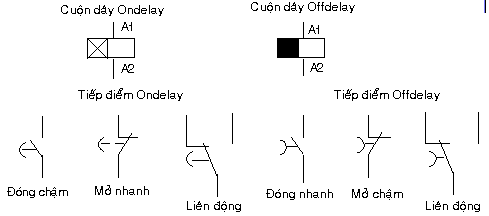 Cuộn dây Ondelay
Cuộn dây Offdelay
A1
A2
A1
A2
Tiếp điểm Ondelay
Tiếp điểm Offdelay
Đóng chậm
Mở nhanh
Liên động
Đóng nhanh
Mở chậm
Liên động